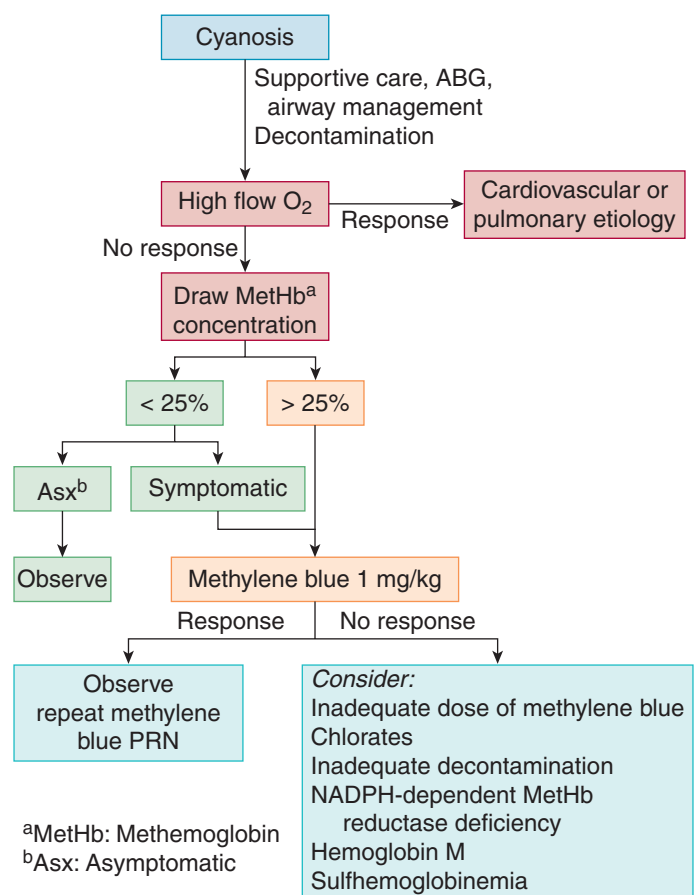 Cyanosis
Supportive care, ABG,
airway management
Decontamination
High flow O₂
Response
Cardiovascular or
pulmonary etiology
No response
Draw MetHbᵃ
concentration
< 25%
> 25%
Asxᵇ
Symptomatic
Observe
Methylene blue 1 mg/kg
Response
No response
Observe
repeat methylene
blue PRN
Consider:
Inadequate dose of methylene blue
Chlorates
Inadequate decontamination
NADPH-dependent MetHb
reductase deficiency
Hemoglobin M
Sulfhemoglobinemia
ᵃMetHb: Methemoglobin
ᵇAsx: Asymptomatic